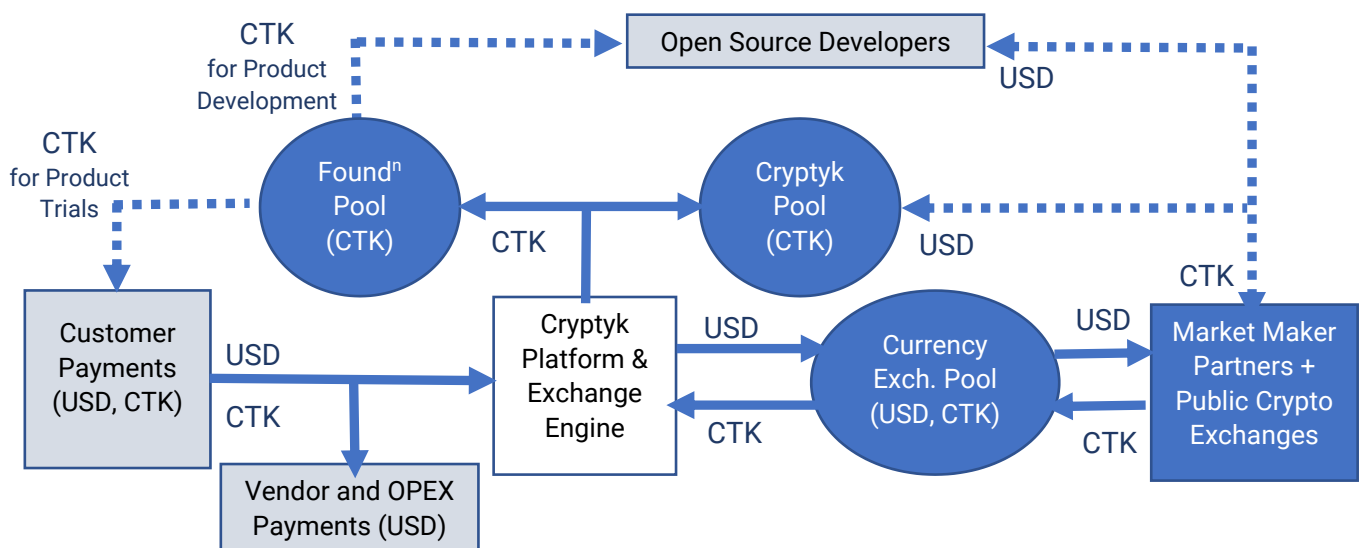 CTK
for Product
Development
Open Source Developers
USD
CTK
for Product
Trials
Foundⁿ
Pool
(CTK)
CTK
Cryptyk
Pool
(CTK)
USD
CTK
Customer
Payments
(USD, CTK)
USD
CTK
Vendor and OPEX
Payments (USD)
Cryptyk
Platform &
Exchange
Engine
USD
CTK
Currency
Exch. Pool
(USD, CTK)
USD
CTK
Market Maker
Partners +
Public Crypto
Exchanges